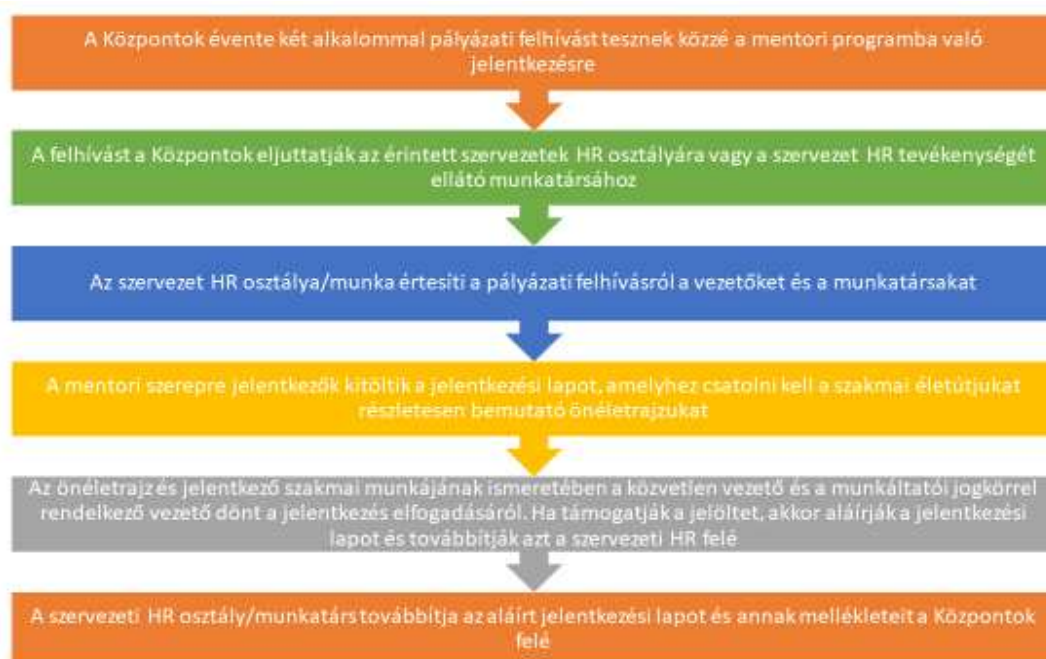 A Központok évente két alkalommal pályázati felhívást tesznek közzé a mentori programba való
jelentkezésre
A felhívást a Központok eljuttatják az érintett szervezetek HR osztályára vagy a szervezet HR tevékenységét
ellátó munkatársához
Az szervezet HR osztálya/munka értesíti a pályázati felhívásról a vezetőket és a munkatársakat
A mentori szerepre jelentkezők kitöltik a jelentkezési lapot, amelyhez csatolni kell a szakmai életútjukat
részletesen bemutató önéletrajzukat
Az önéletrajz és jelentkező szakmai munkájának ismeretében a közvetlen vezető és a munkáltatói jogkörrel
rendelkező vezető dönt a jelentkezés elfogadásáról. Ha támogatják a jelöltet, akkor aláírják a jelentkezési
lapot és továbbítják azt a szervezeti HR felé
A szervezeti HR osztály/munkatárs továbbítja az aláírt jelentkezési lapot és annak mellékleteit a Központok
felé